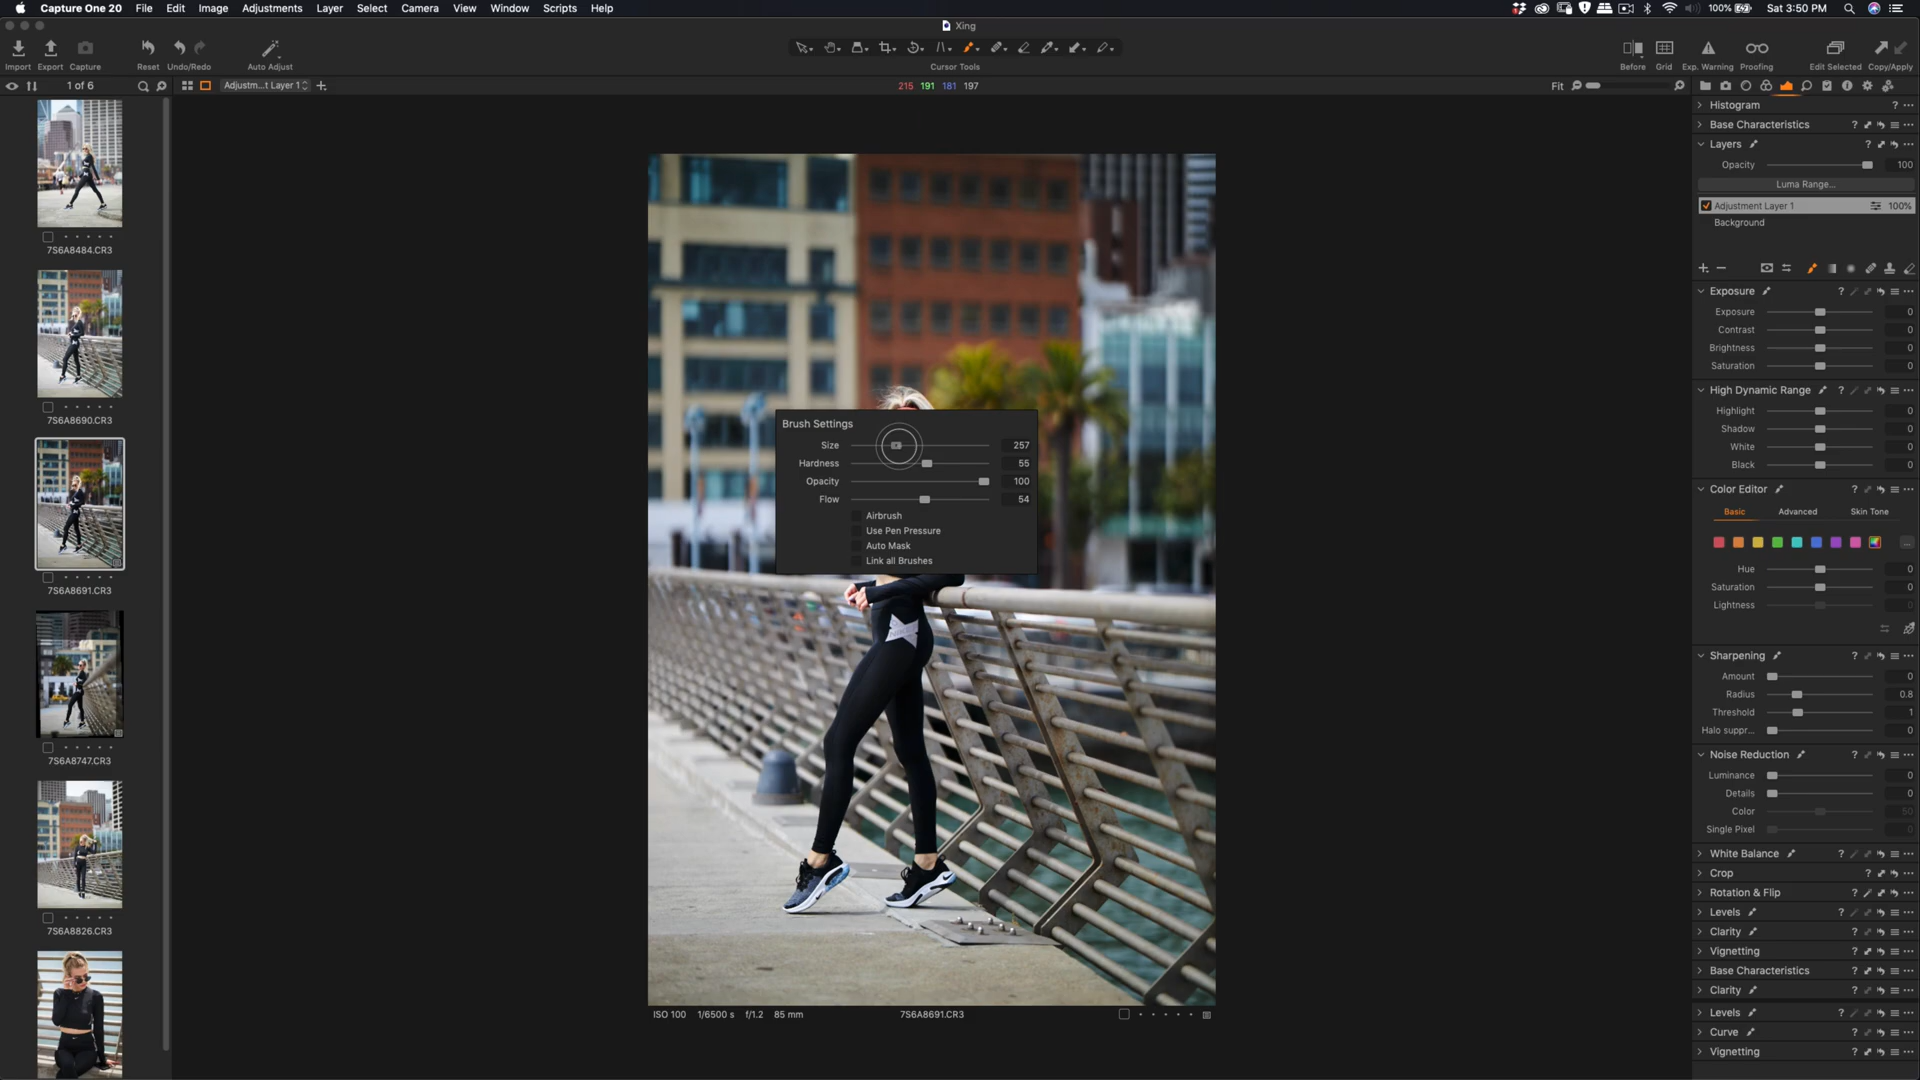 Capture One 20 File Edit Image Adjustments Layer Select Camera View Window Scripts Help
100% Sat 3:50 PM
Xing
Import Export Capture Reset Undo/Redo Auto Adjust Cursor Tools Before Grid Exp. Warning Proofing Edit Selected Copy/Apply
1 of 6
Adjustm...t Layer 1
215 191 181 197
Fit
7S6A8484.CR3
7S6A8690.CR3
7S6A8691.CR3
7S6A8747.CR3
7S6A8826.CR3
Brush Settings
Size 257
Hardness 55
Opacity 100
Flow 54
Airbrush
Use Pen Pressure
Auto Mask
Link all Brushes
ISO 100 1/6500 s f/1.2 85 mm 7S6A8691.CR3
Histogram ?
Base Characteristics ?
Layers ?
Opacity 100
Luma Range...
Adjustment Layer 1 100%
Background
Exposure ?
Exposure 0
Contrast 0
Brightness 0
Saturation 0
High Dynamic Range ?
Highlight 0
Shadow 0
White 0
Black 0
Color Editor ?
Basic Advanced Skin Tone
Hue 0
Saturation 0
Lightness 0
Sharpening ?
Amount 0
Radius 0.8
Threshold 1
Halo suppr... 0
Noise Reduction ?
Luminance 0
Details 0
Color 50
Single Pixel 0
White Balance ?
Crop ?
Rotation & Flip ?
Levels ?
Clarity ?
Vignetting ?
Base Characteristics ?
Clarity ?
Levels ?
Curve ?
Vignetting ?